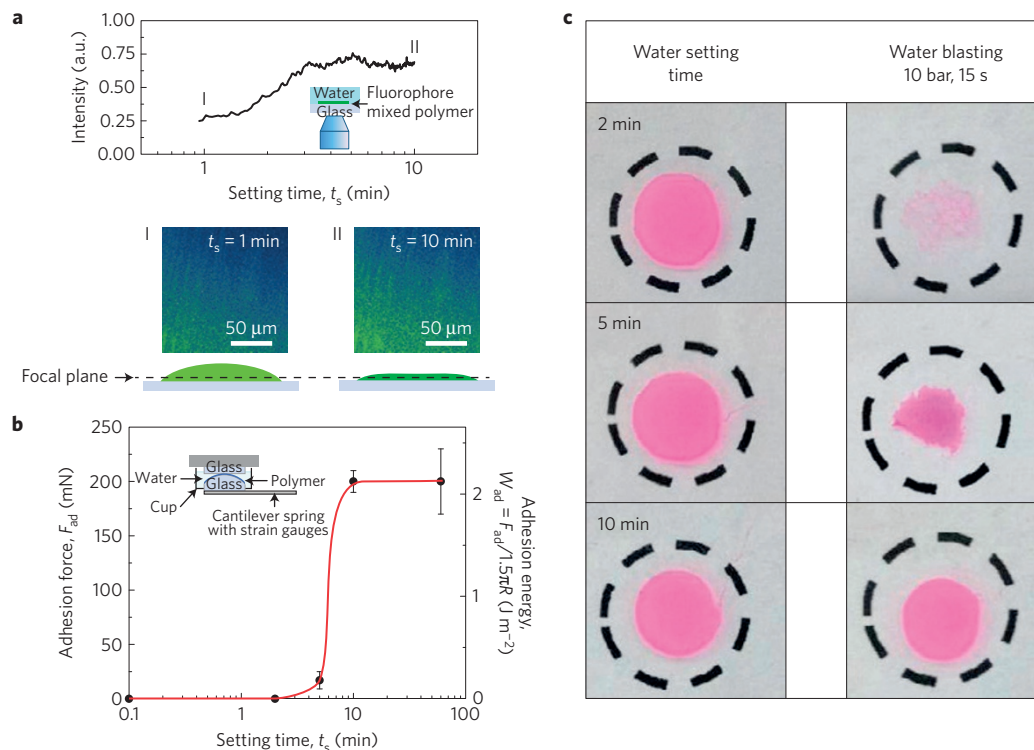 a
1.00
0.75
0.50
0.25
0.00
Intensity (a.u.)
I
II
Water
Glass
Fluorophore
mixed polymer
1
10
Setting time, tₛ (min)
I
tₛ = 1 min
50 μm
II
tₛ = 10 min
50 μm
Focal plane
b
250
200
150
100
50
0
Adhesion force, F_ad (mN)
Glass
Water
Glass
Polymer
Cup
Cantilever spring
with strain gauges
2
1
0
Adhesion energy,
W_ad = F_ad/1.5πR (J m⁻²)
0.1
1
10
100
Setting time, tₛ (min)
c
Water setting
time
Water blasting
10 bar, 15 s
2 min
5 min
10 min